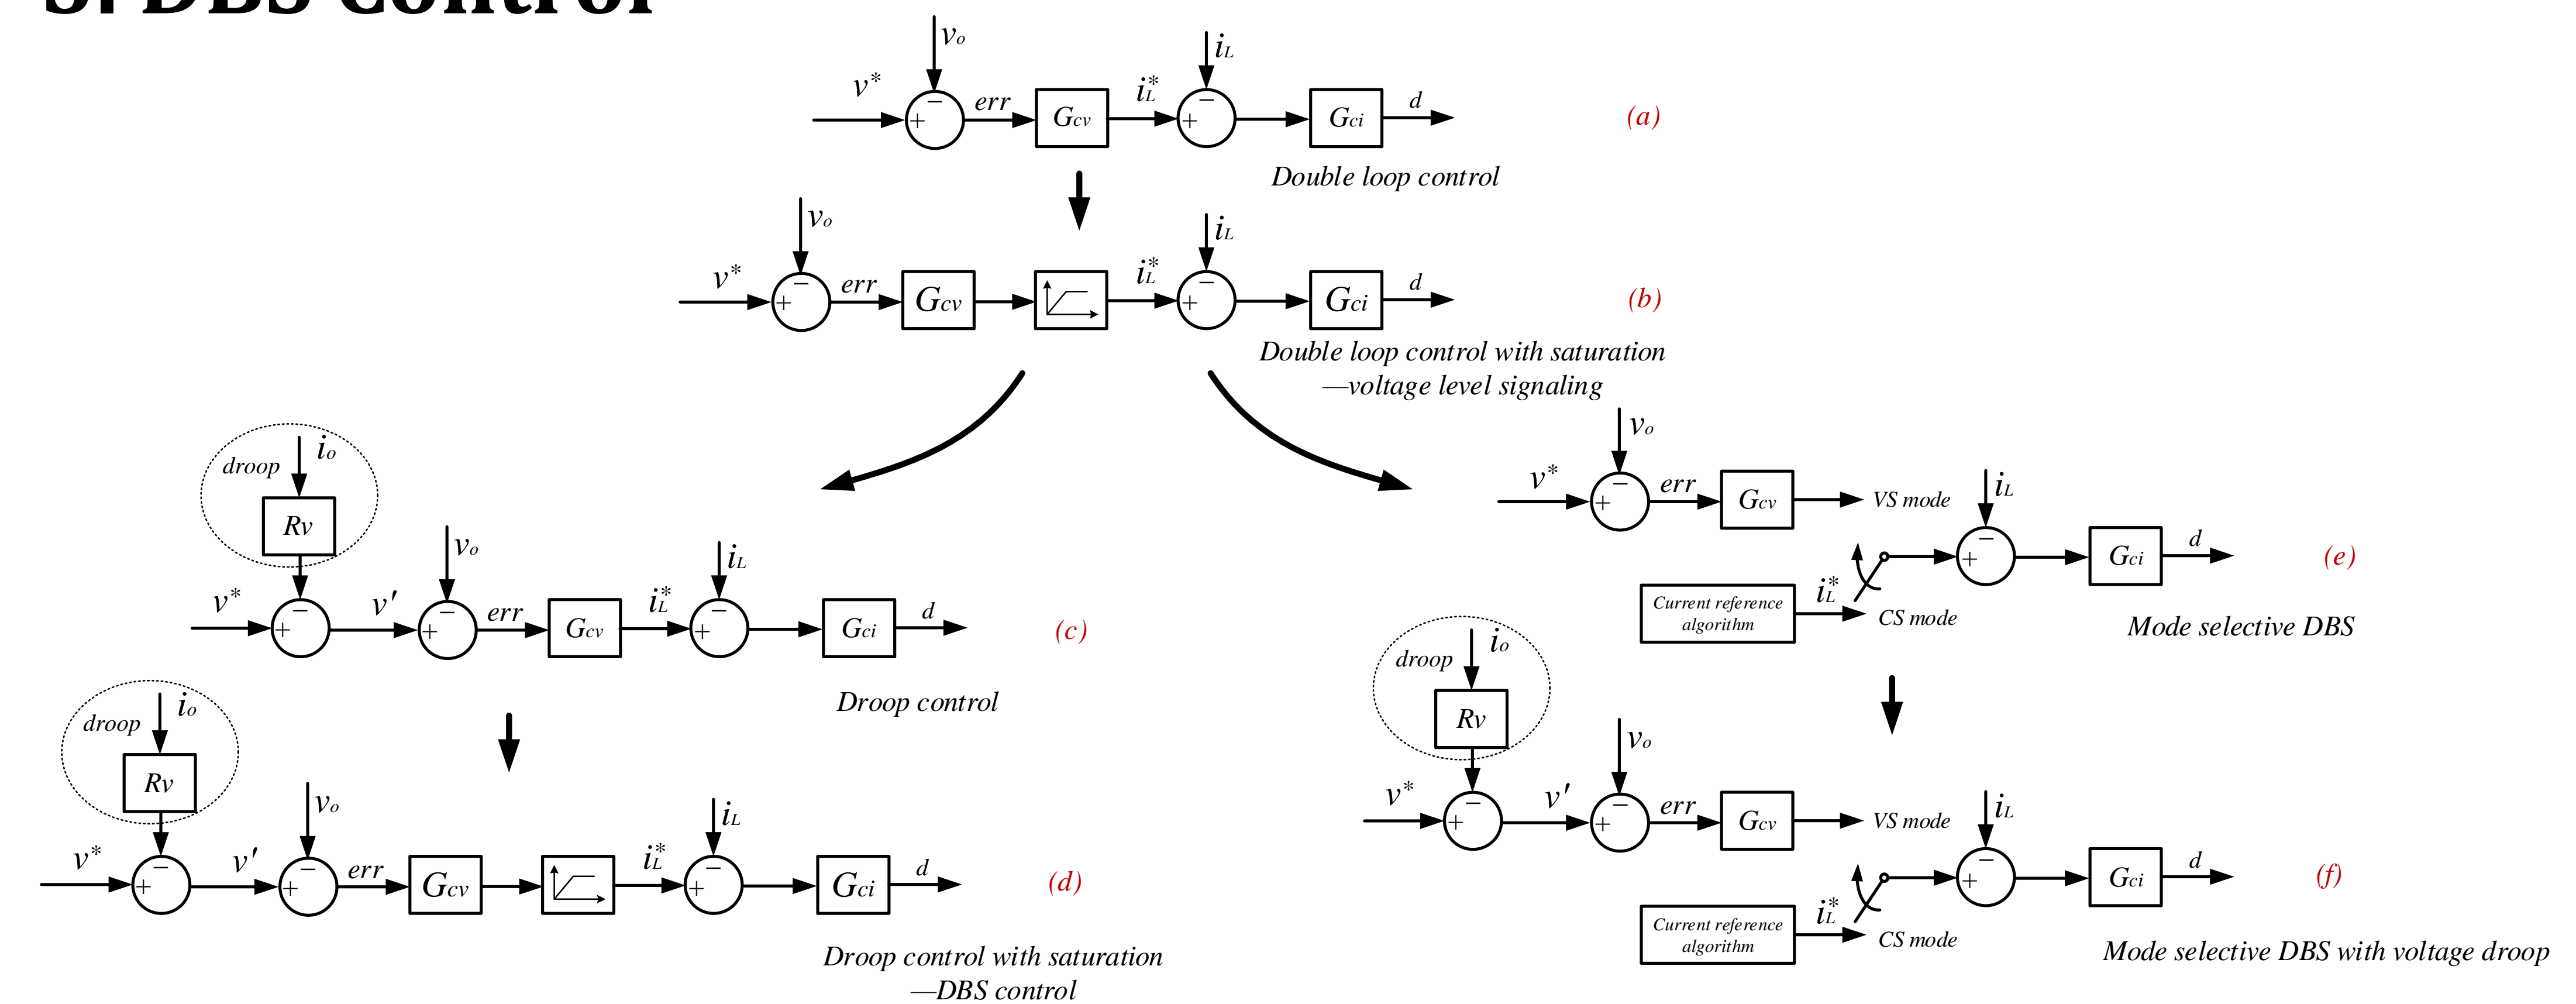 3. DBS Control
v* vo + − err Gcv iL* iL + − Gci d (a)
Double loop control
v* vo + − err Gcv iL* iL + − Gci d (b)
Double loop control with saturation
—voltage level signaling
droop io
Rv
v* + − v′ vo + − err Gcv iL* iL + − Gci d (c)
Droop control
droop io
Rv
v* + − v′ vo + − err Gcv iL* iL + − Gci d (d)
Droop control with saturation
—DBS control
v* vo + − err Gcv VS mode
iL + − Gci d (e)
Current reference
algorithm
iL* CS mode
Mode selective DBS
droop io
Rv
v* + − v′ vo + − err Gcv VS mode
iL + − Gci d (f)
Current reference
algorithm
iL* CS mode
Mode selective DBS with voltage droop